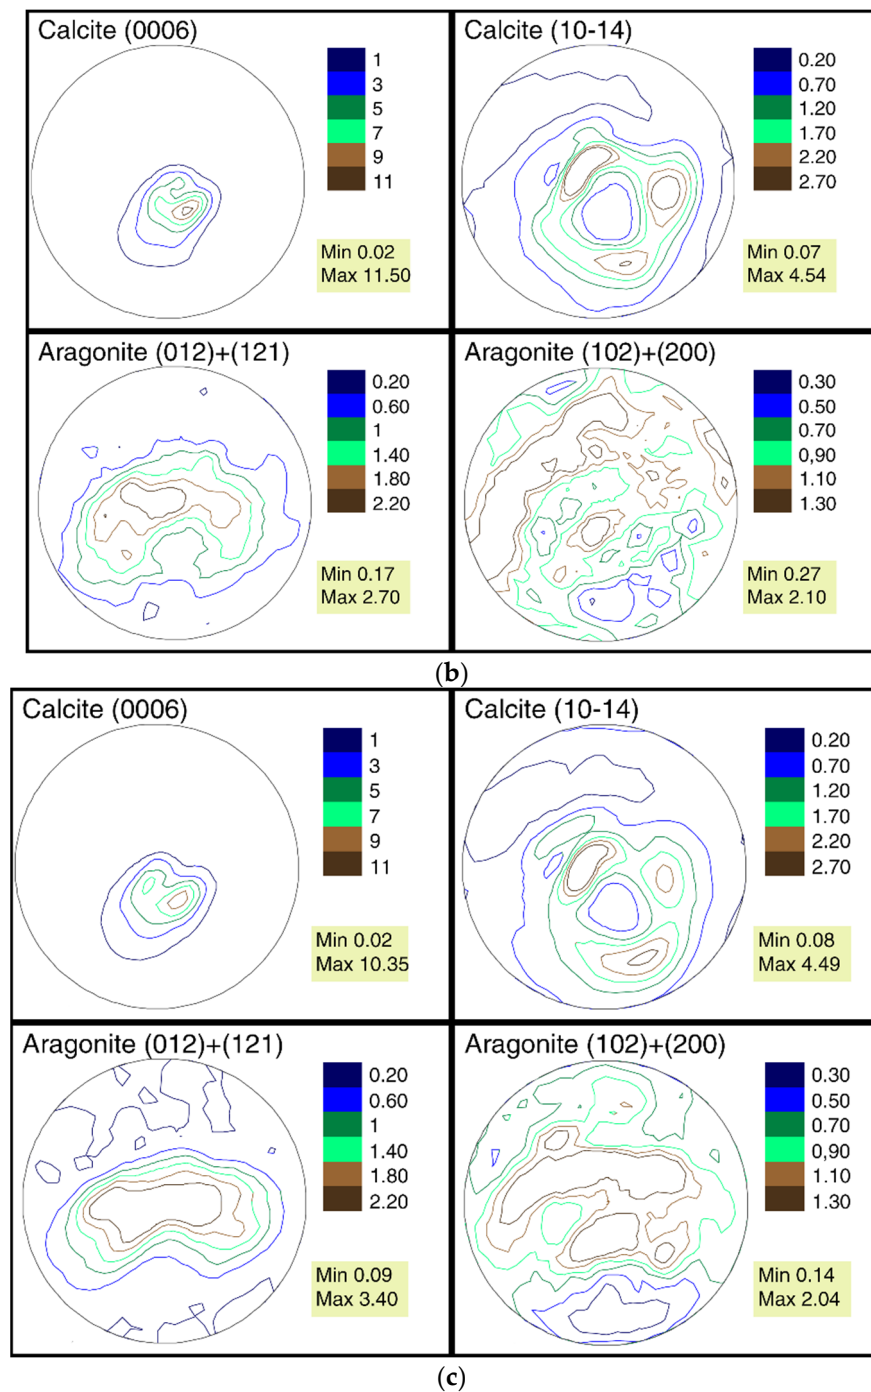 Calcite (0006)
1
3
5
7
9
11
Min 0.02
Max 11.50
Calcite (10-14)
0.20
0.70
1.20
1.70
2.20
2.70
Min 0.07
Max 4.54
Aragonite (012)+(121)
0.20
0.60
1
1.40
1.80
2.20
Min 0.17
Max 2.70
Aragonite (102)+(200)
0.30
0.50
0.70
0,90
1.10
1.30
Min 0.27
Max 2.10
(b)
Calcite (0006)
1
3
5
7
9
11
Min 0.02
Max 10.35
Calcite (10-14)
0.20
0.70
1.20
1.70
2.20
2.70
Min 0.08
Max 4.49
Aragonite (012)+(121)
0.20
0.60
1
1.40
1.80
2.20
Min 0.09
Max 3.40
Aragonite (102)+(200)
0.30
0.50
0.70
0,90
1.10
1.30
Min 0.14
Max 2.04
(c)